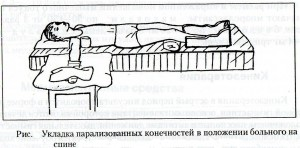 Рис. Укладка парализованных конечностей в положении больного на
спине